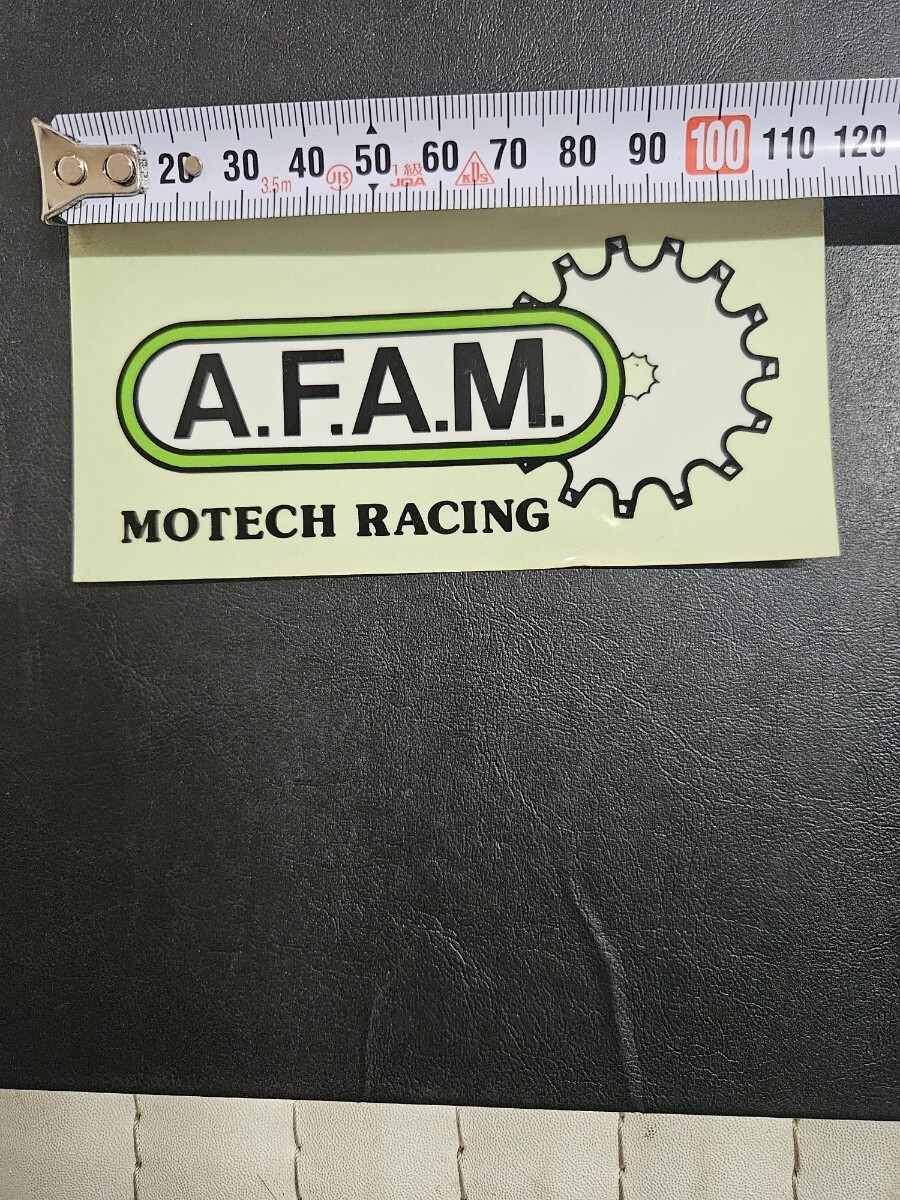 20 30 40 50 60 70 80 90 100 110 120
3.5m JIS 1級 JQA KDS
A.F.A.M.
MOTECH RACING